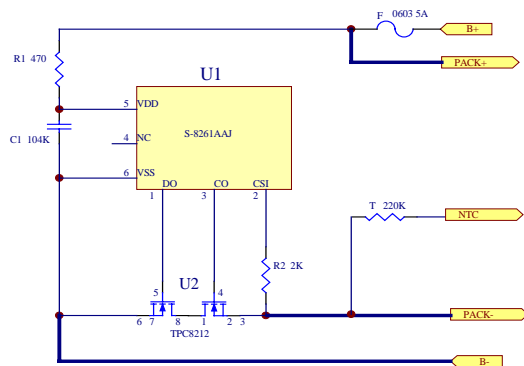 F 0603 5A
B+
R1 470
PACK+
U1
5 VDD
S-8261AAJ
C1 104K
4 NC
6 VSS
DO CO CSI
1 3 2
T 220K
NTC
R2 2K
U2
5 4
PACK-
6 7 8 1 2 3
TPC8212
B-